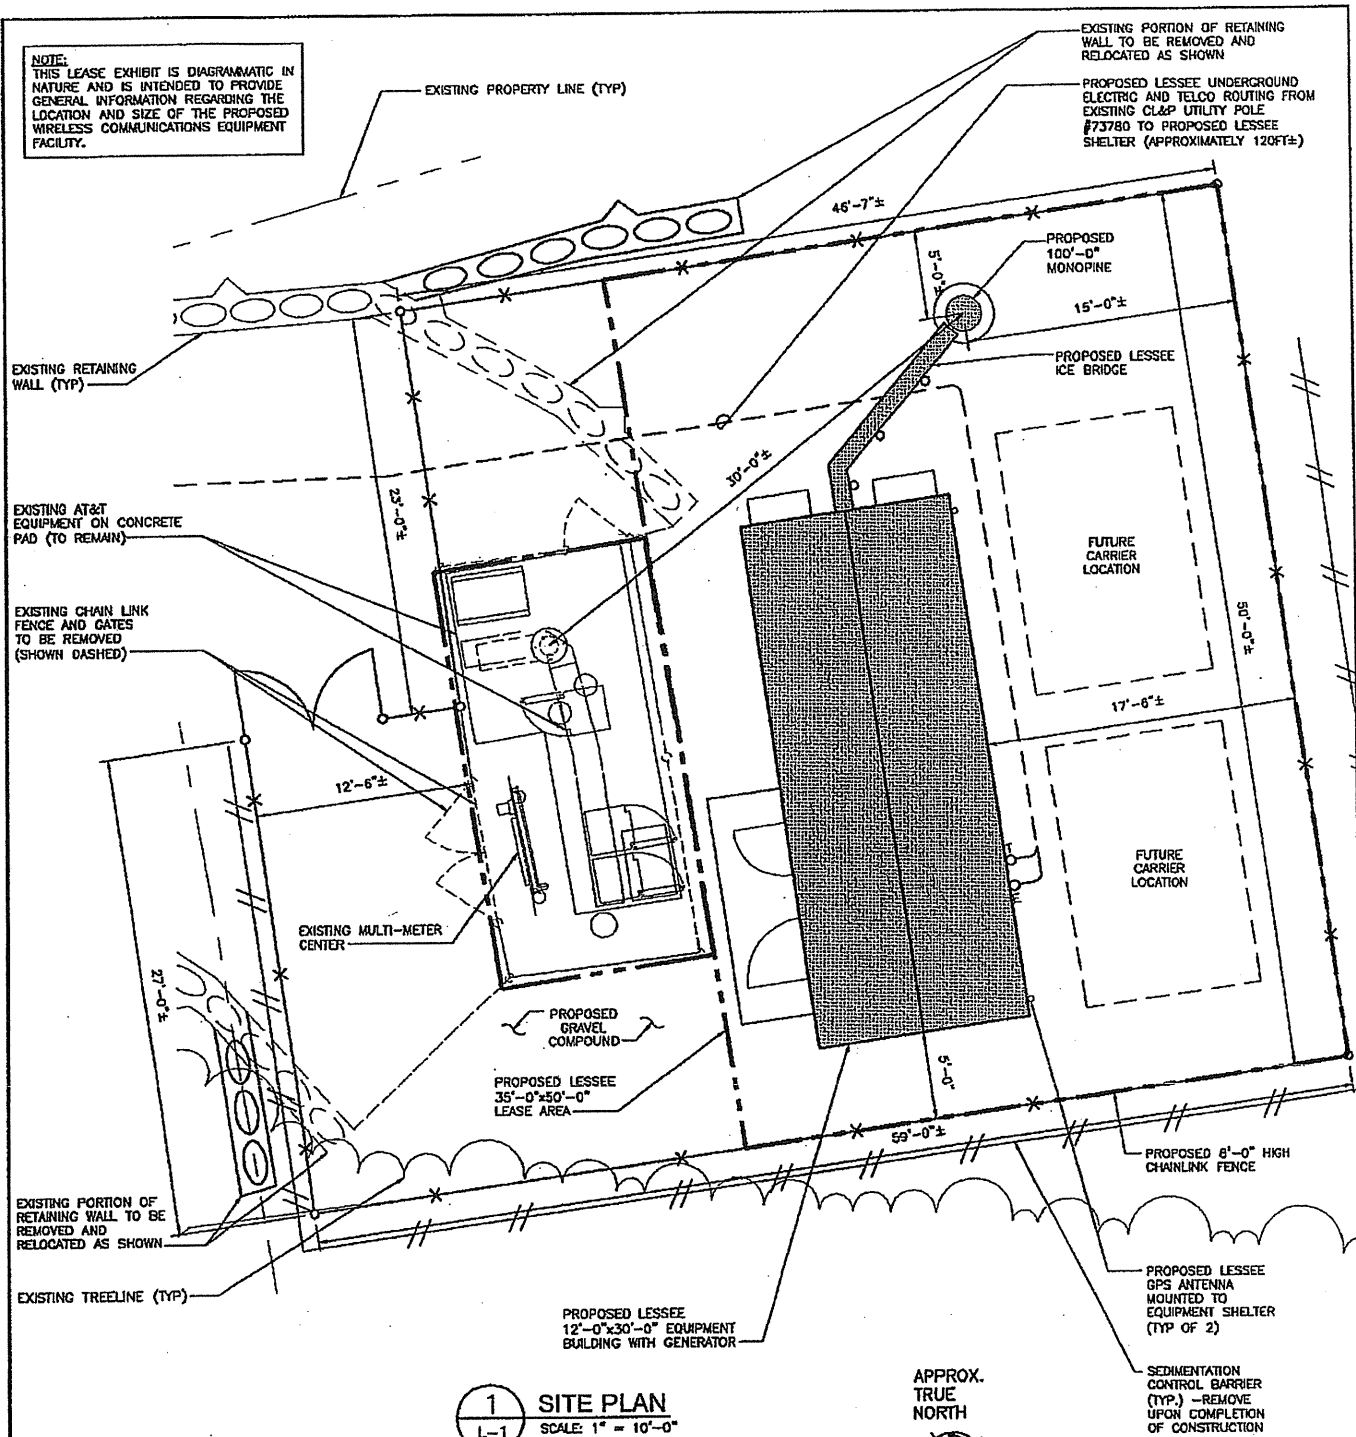 NOTE:
THIS LEASE EXHIBIT IS DIAGRAMMATIC IN
NATURE AND IS INTENDED TO PROVIDE
GENERAL INFORMATION REGARDING THE
LOCATION AND SIZE OF THE PROPOSED
WIRELESS COMMUNICATIONS EQUIPMENT
FACILITY.
EXISTING PROPERTY LINE (TYP)
EXISTING PORTION OF RETAINING
WALL TO BE REMOVED AND
RELOCATED AS SHOWN
PROPOSED LESSEE UNDERGROUND
ELECTRIC AND TELCO ROUTING FROM
EXISTING CL&P UTILITY POLE
#73780 TO PROPOSED LESSEE
SHELTER (APPROXIMATELY 120FT±)
46'-7"±
5'-0"±
PROPOSED
100'-0"
MONOPINE
15'-0"±
PROPOSED LESSEE
ICE BRIDGE
EXISTING RETAINING
WALL (TYP)
30'-0"±
23'-0"±
EXISTING AT&T
EQUIPMENT ON CONCRETE
PAD (TO REMAIN)
FUTURE
CARRIER
LOCATION
50'-0"±
EXISTING CHAIN LINK
FENCE AND GATES
TO BE REMOVED
(SHOWN DASHED)
17'-6"±
12'-6"±
FUTURE
CARRIER
LOCATION
T
E
EXISTING MULTI-METER
CENTER
27'-0"±
PROPOSED
GRAVEL
COMPOUND
PROPOSED LESSEE
35'-0"x50'-0"
LEASE AREA
5'-0"
59'-0"±
PROPOSED 8'-0" HIGH
CHAINLINK FENCE
EXISTING PORTION OF
RETAINING WALL TO BE
REMOVED AND
RELOCATED AS SHOWN
EXISTING TREELINE (TYP)
PROPOSED LESSEE
GPS ANTENNA
MOUNTED TO
EQUIPMENT SHELTER
(TYP OF 2)
PROPOSED LESSEE
12'-0"x30'-0" EQUIPMENT
BUILDING WITH GENERATOR
SEDIMENTATION
CONTROL BARRIER
(TYP.) -REMOVE
UPON COMPLETION
OF CONSTRUCTION
APPROX.
TRUE
NORTH
1
L-1
SITE PLAN
SCALE: 1" = 10'-0"